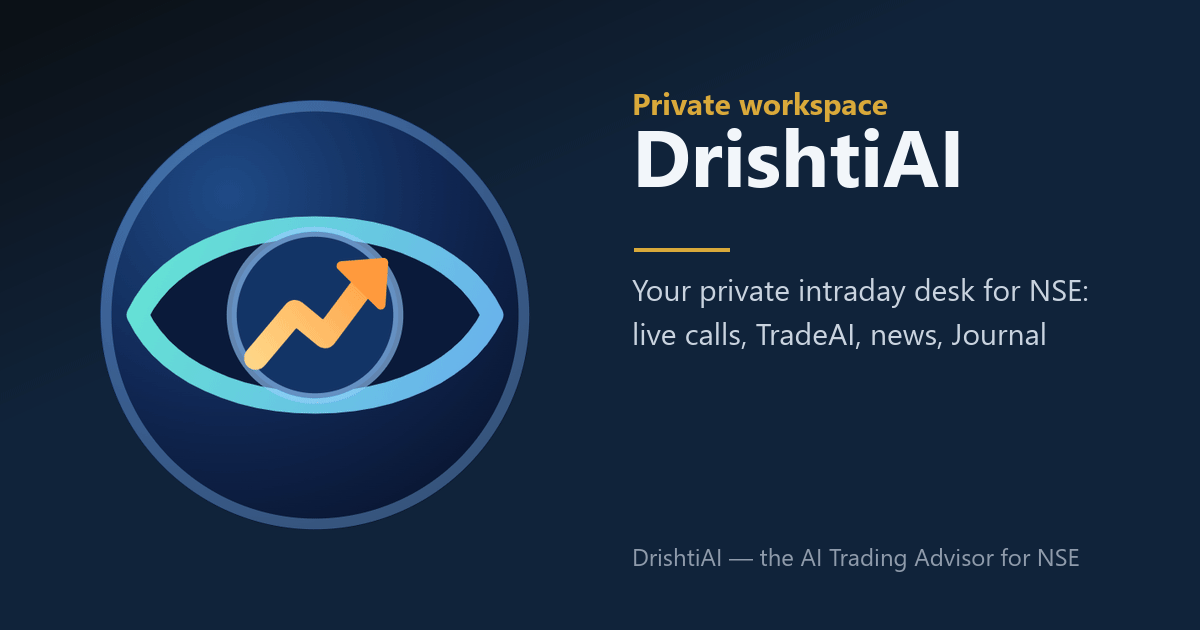 Private workspace
DrishtiAI
Your private intraday desk for NSE:
live calls, TradeAI, news, Journal
DrishtiAI — the AI Trading Advisor for NSE